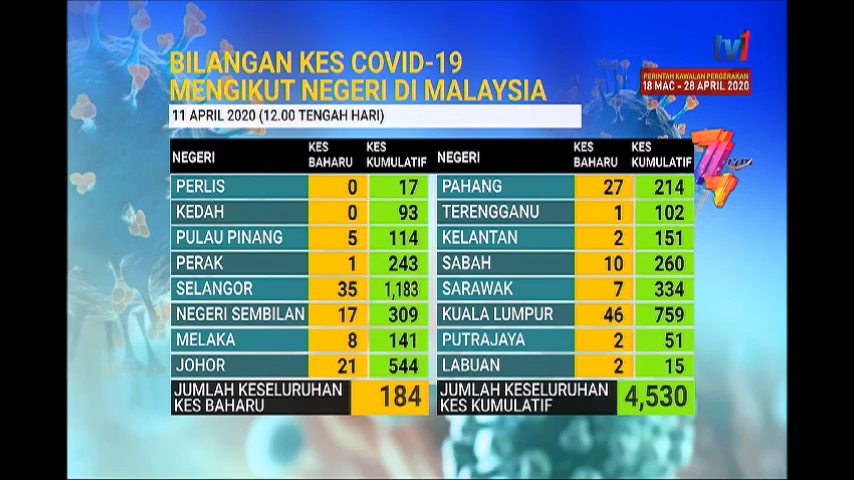 tv1
BILANGAN KES COVID-19
MENGIKUT NEGERI DI MALAYSIA
PERINTAH KAWALAN PERGERAKAN
18 MAC - 28 APRIL 2020
11 APRIL 2020 (12.00 TENGAH HARI)
NEGERI KES BAHARU KES KUMULATIF
PERLIS 0 17
KEDAH 0 93
PULAU PINANG 5 114
PERAK 1 243
SELANGOR 35 1,183
NEGERI SEMBILAN 17 309
MELAKA 8 141
JOHOR 21 544
JUMLAH KESELURUHAN
KES BAHARU 184
NEGERI KES BAHARU KES KUMULATIF
PAHANG 27 214
TERENGGANU 1 102
KELANTAN 2 151
SABAH 10 260
SARAWAK 7 334
KUALA LUMPUR 46 759
PUTRAJAYA 2 51
LABUAN 2 15
JUMLAH KESELURUHAN
KES KUMULATIF 4,530